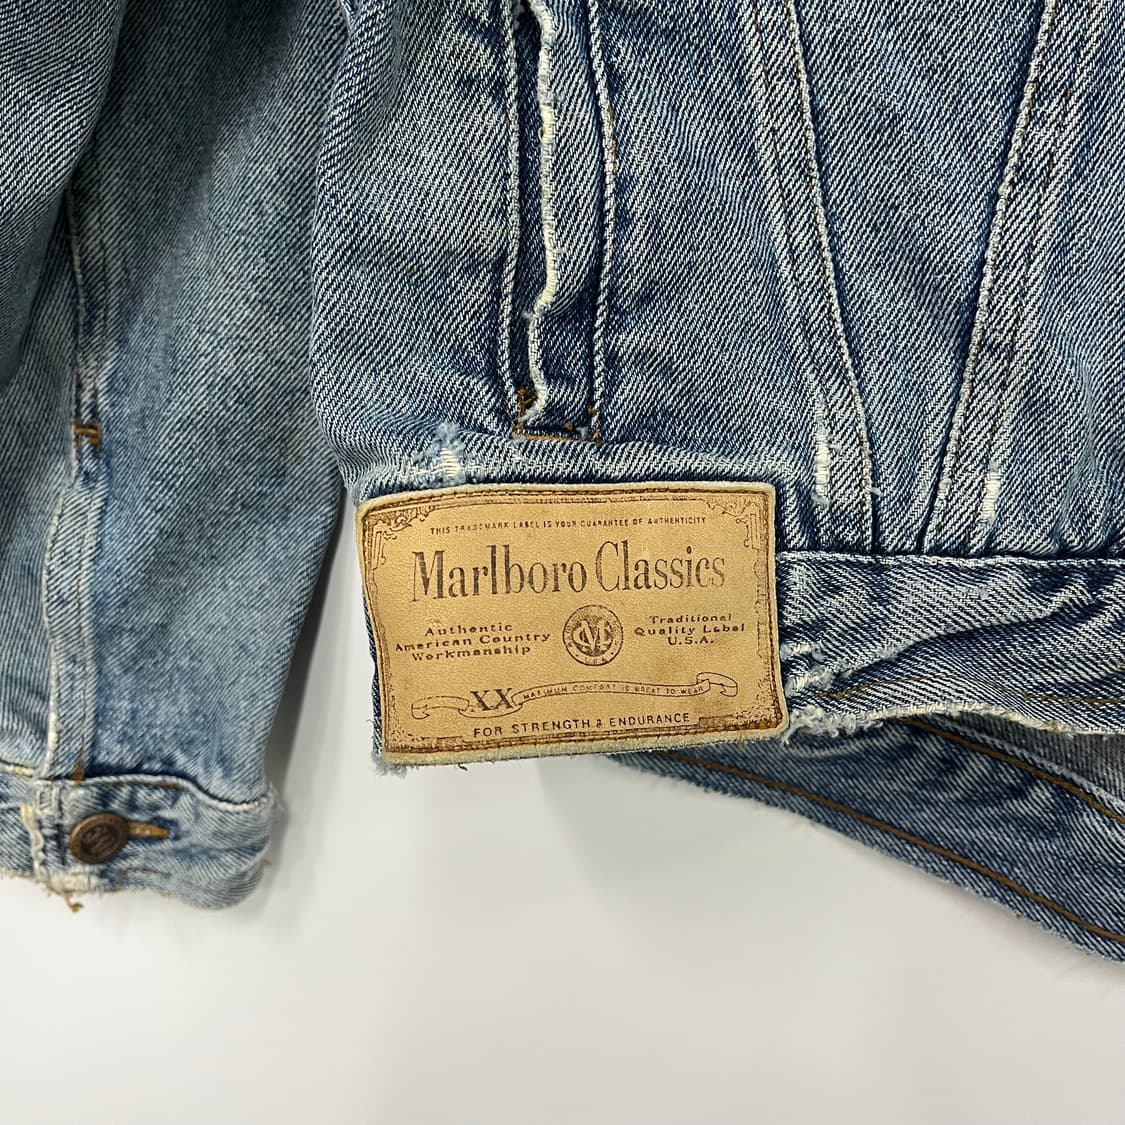 THIS TRADEMARK LABEL IS YOUR GUARANTEE OF AUTHENTICITY
Marlboro Classics
Authentic
American Country
Workmanship
MC
U.S.A.
Traditional
Quality Label
U.S.A.
XX MAXIMUM COMFORT IS GREAT TO WEAR
FOR STRENGTH & ENDURANCE